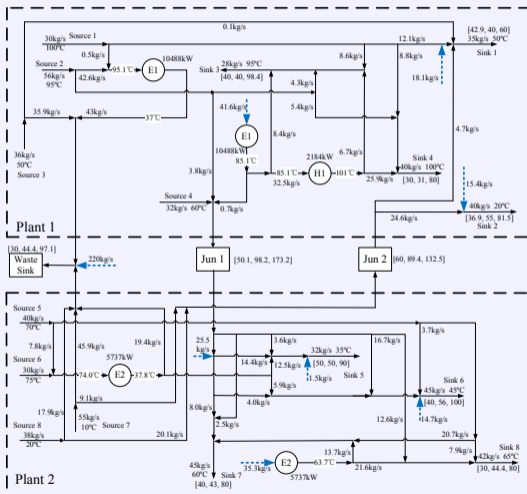 0.1kg/s
[42.9, 40, 60]
30kg/s Source 1
100℃
12.1kg/s
35kg/s 50℃
Sink 1
0.5kg/s
10488kW
8.6kg/s
8.8kg/s
Source 2
56kg/s
95℃
42.6kg/s
95.1℃
E1
Sink 3
28kg/s 95℃
[40, 40, 98.4]
18.1kg/s
4.3kg/s
41.6kg/s
35.9kg/s
43kg/s
37℃
5.4kg/s
E1
10488kW
8.4kg/s
4.7kg/s
36kg/s
50℃
Source 3
85.1℃
3.8kg/s
85.1℃
32.5kg/s
2184kW
H1
101℃
6.7kg/s
25.9kg/s
Sink 4
40kg/s 100℃
[30, 31, 80]
15.4kg/s
Source 4
32kg/s 60℃
0.7kg/s
24.6kg/s
40kg/s 20℃
[36.9, 55, 81.5]
Sink 2
Plant 1
[30, 44.4, 97.1]
Waste
Sink
220kg/s
Jun 1
[50.1, 98.2, 173.2]
Jun 2
[60, 89.4, 132.5]
Source 5
40kg/s
70℃
7.8kg/s
45.9kg/s
19.4kg/s
25.5
kg/s
3.6kg/s
32kg/s 35℃
[50, 50, 90]
16.7kg/s
3.7kg/s
5737kW
14.4kg/s
12.5kg/s
1.5kg/s
Sink 5
Source 6
30kg/s
75℃
74.0℃
E2
37.8℃
5.9kg/s
Sink 6
45kg/s 45℃
[40, 56, 100]
9.1kg/s
4.0kg/s
8.0kg/s
17.9kg/s
55kg/s
10℃ Source 7
2.5kg/s
12.6kg/s
14.7kg/s
Source 8
38kg/s
20℃
20.1kg/s
20.7kg/s
13.7kg/s
7.9kg/s
Sink 8
42kg/s 65℃
[30, 44.4, 80]
45kg/s
60℃ Sink 7
[40, 43, 80]
35.3kg/s
E2
63.7℃
5737kW
21.6kg/s
Plant 2